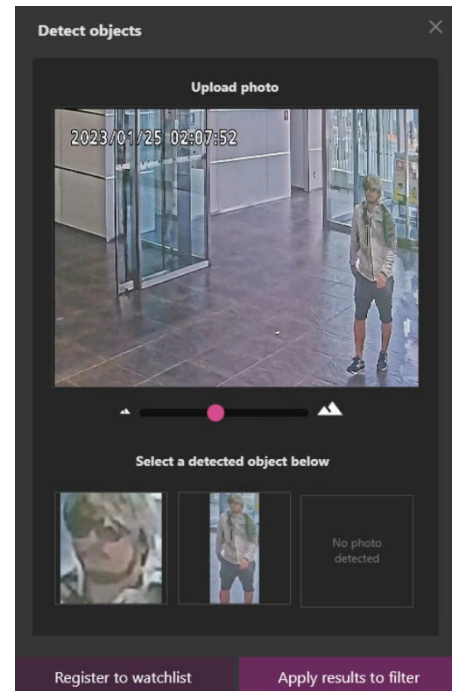 Detect objects
Upload photo
2023/01/25 02:07:52
Select a detected object below
No photo
detected
Register to watchlist
Apply results to filter